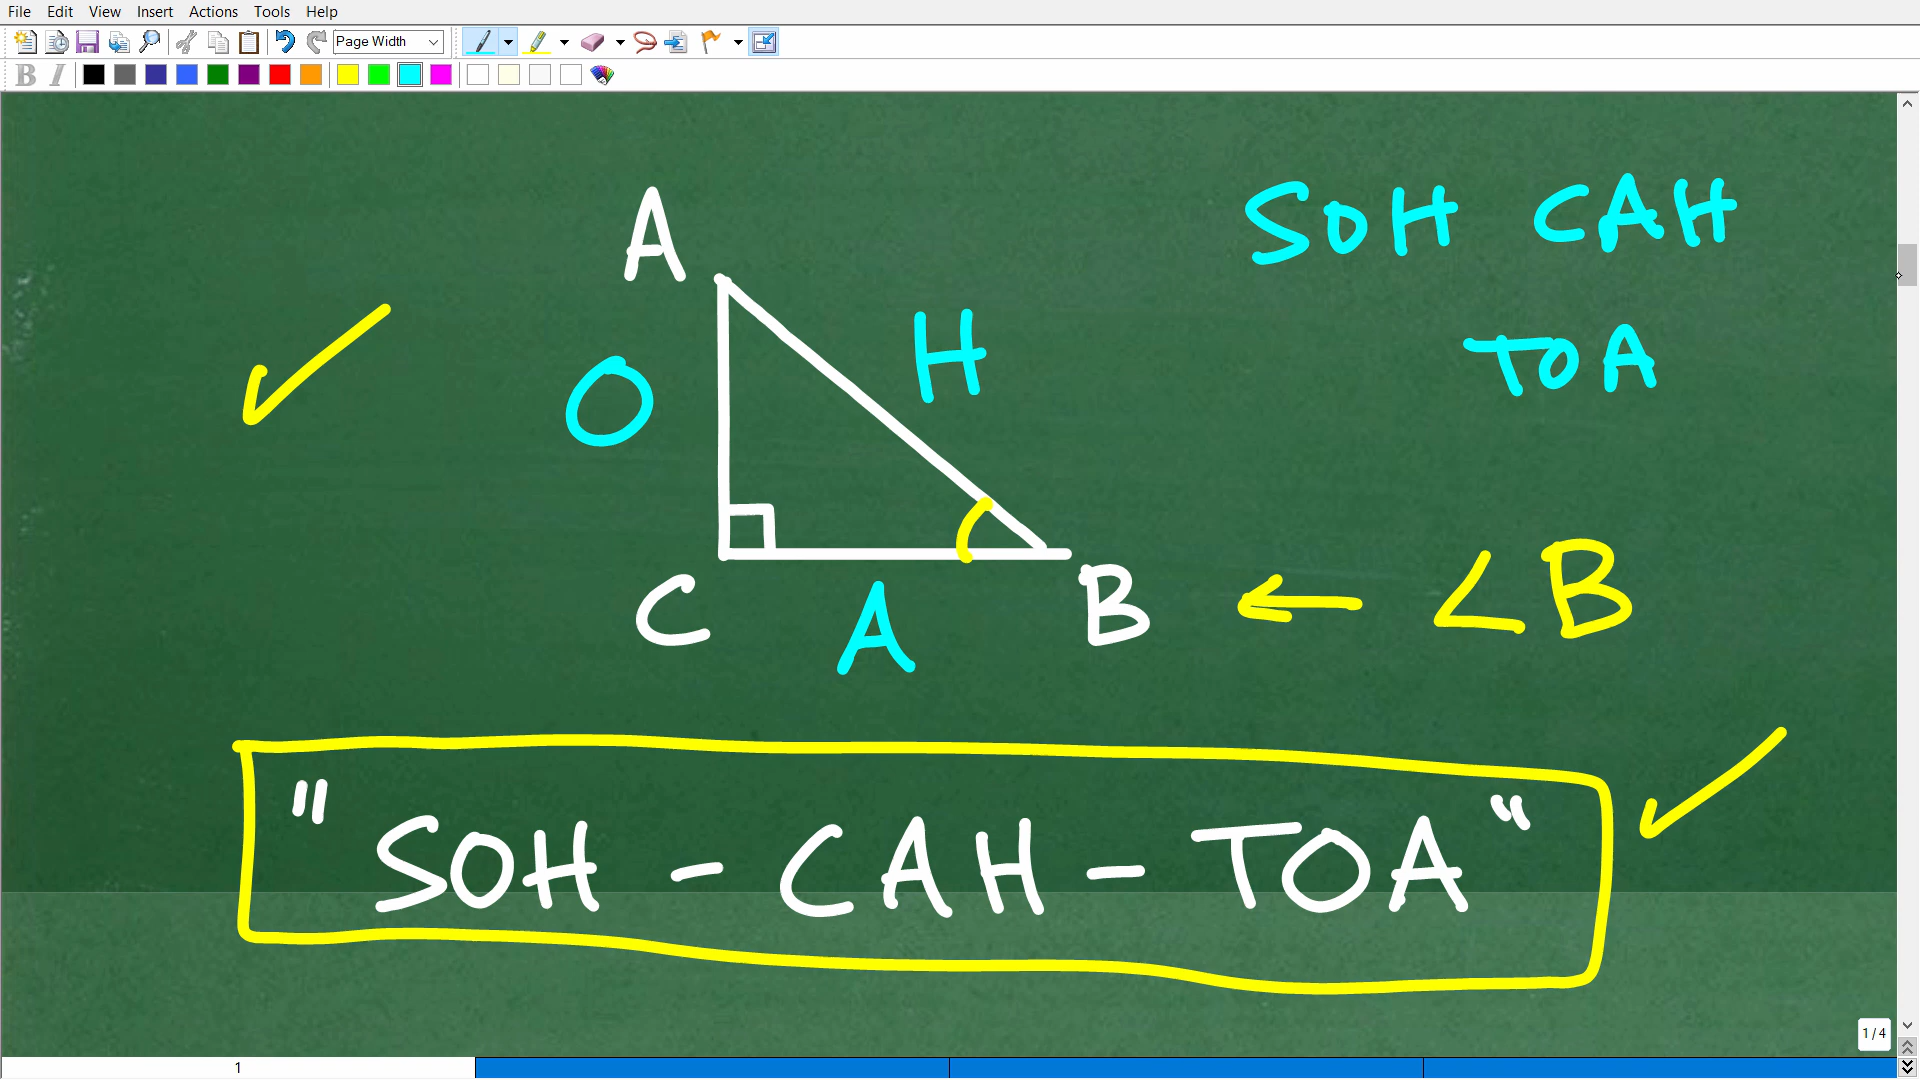 File Edit View Insert Actions Tools Help
Page Width
B I
SOH CAH
TOA
A
O
H
C
A
B
← ∠B
"SOH - CAH - TOA"
1 / 4
1